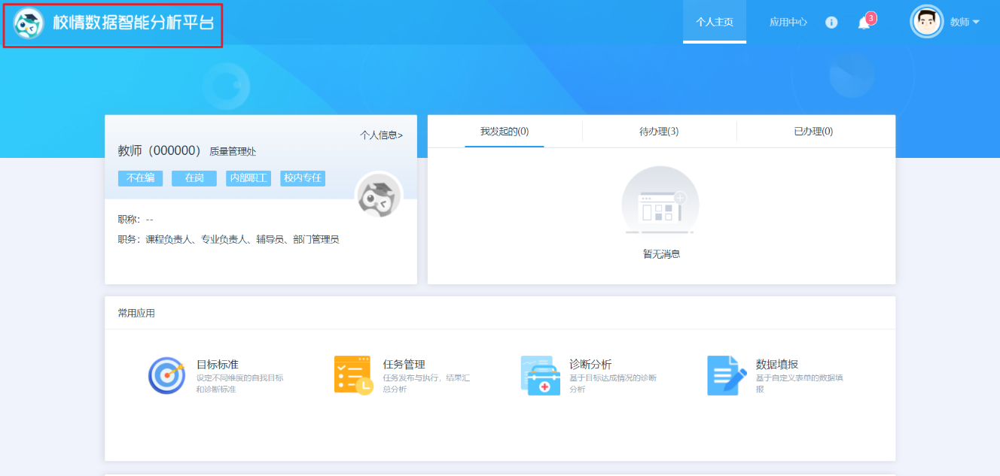 校情数据智能分析平台
个人主页
应用中心
3
教师
个人信息>
教师（000000） 质量管理处
不在编 在岗 内部职工 校内专任
职称：--
职务：课程负责人、专业负责人、辅导员、部门管理员
我发起的(0)
待办理(3)
已办理(0)
暂无消息
常用应用
目标标准
设定不同维度的自我目标
和诊断标准
任务管理
任务发布与执行，结果汇
总分析
诊断分析
基于目标达成情况的诊断
分析
数据填报
基于自定义表单的数据填
报